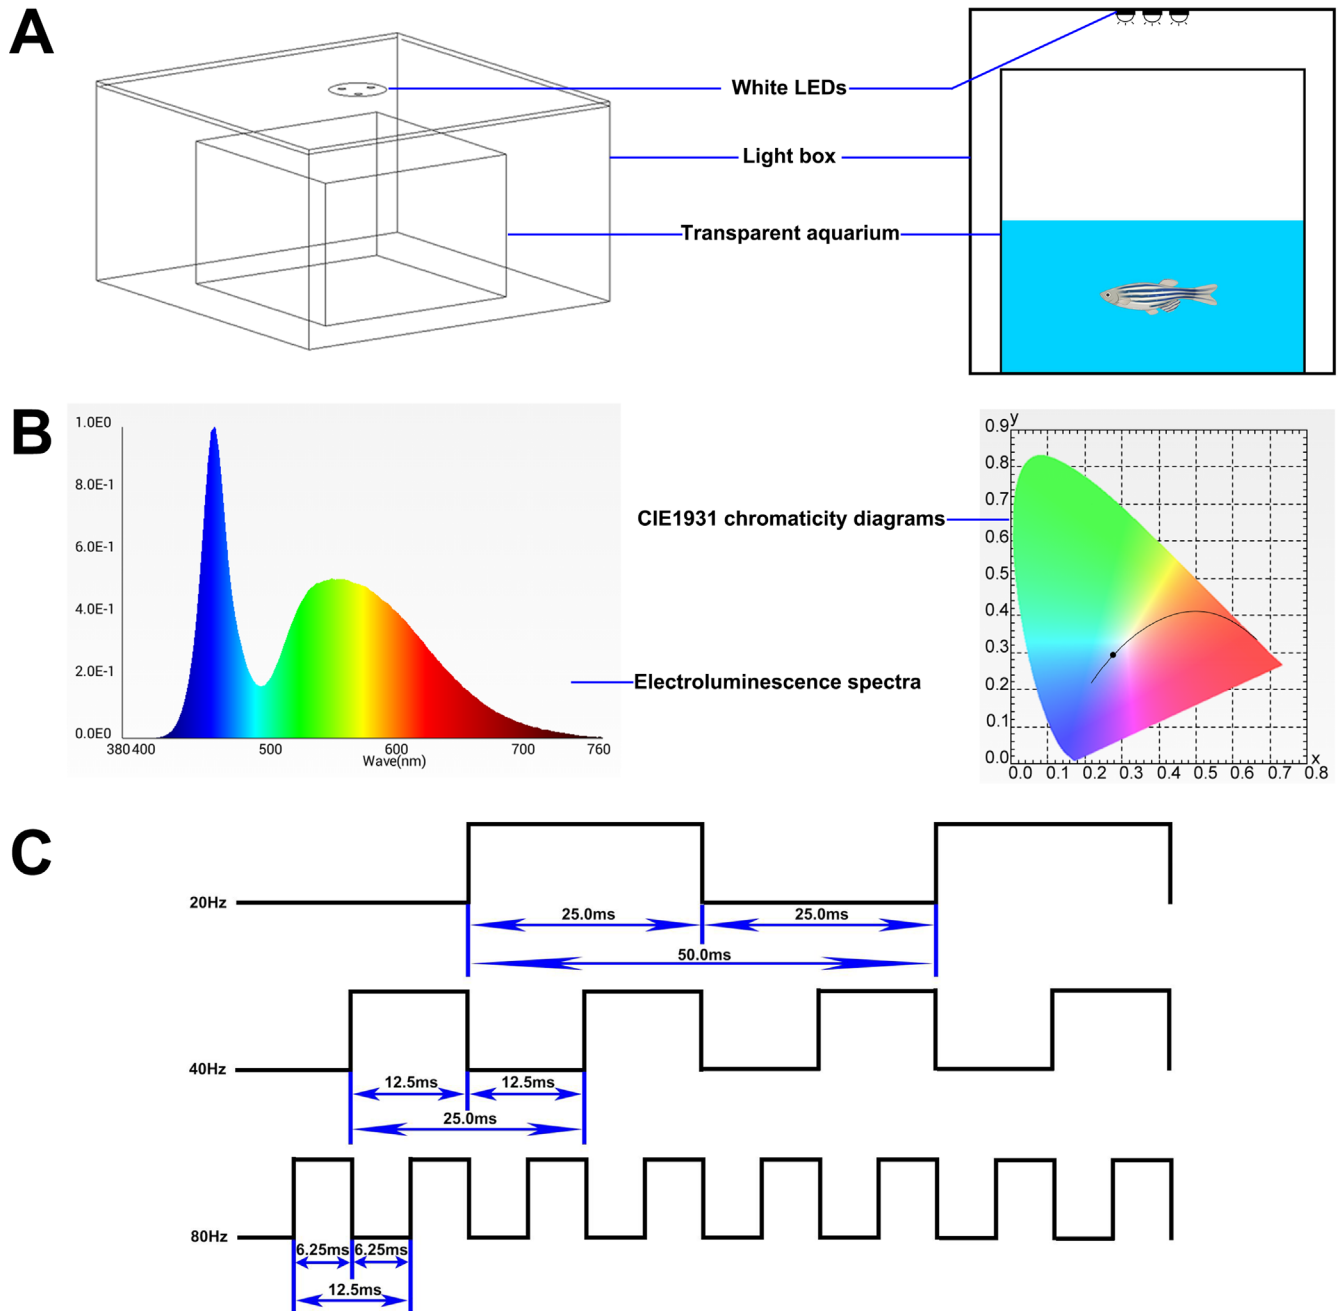 A
White LEDs
Light box
Transparent aquarium
B
1.0E0
8.0E-1
6.0E-1
4.0E-1
2.0E-1
0.0E0
380 400 500 600 700 760
Wave(nm)
Electroluminescence spectra
CIE1931 chromaticity diagrams
y
0.9
0.8
0.7
0.6
0.5
0.4
0.3
0.2
0.1
0.0
0.0 0.1 0.2 0.3 0.4 0.5 0.6 0.7 0.8
x
C
20Hz
25.0ms 25.0ms
50.0ms
40Hz
12.5ms 12.5ms
25.0ms
80Hz
6.25ms 6.25ms
12.5ms